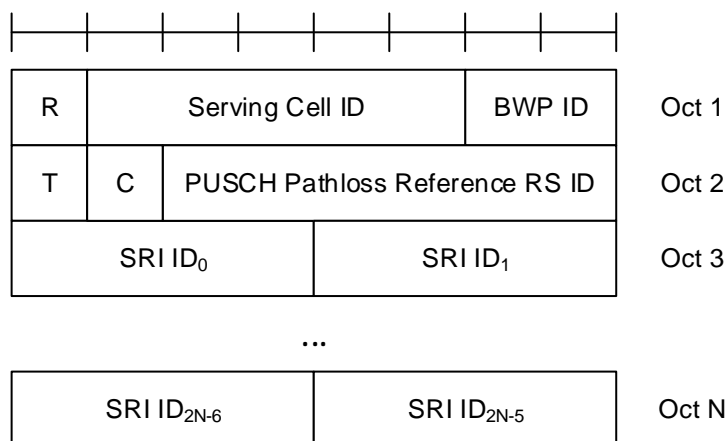 R Serving Cell ID BWP ID Oct 1
T C PUSCH Pathloss Reference RS ID Oct 2
SRI ID₀ SRI ID₁ Oct 3
...
SRI ID₂N-₆ SRI ID₂N-₅ Oct N